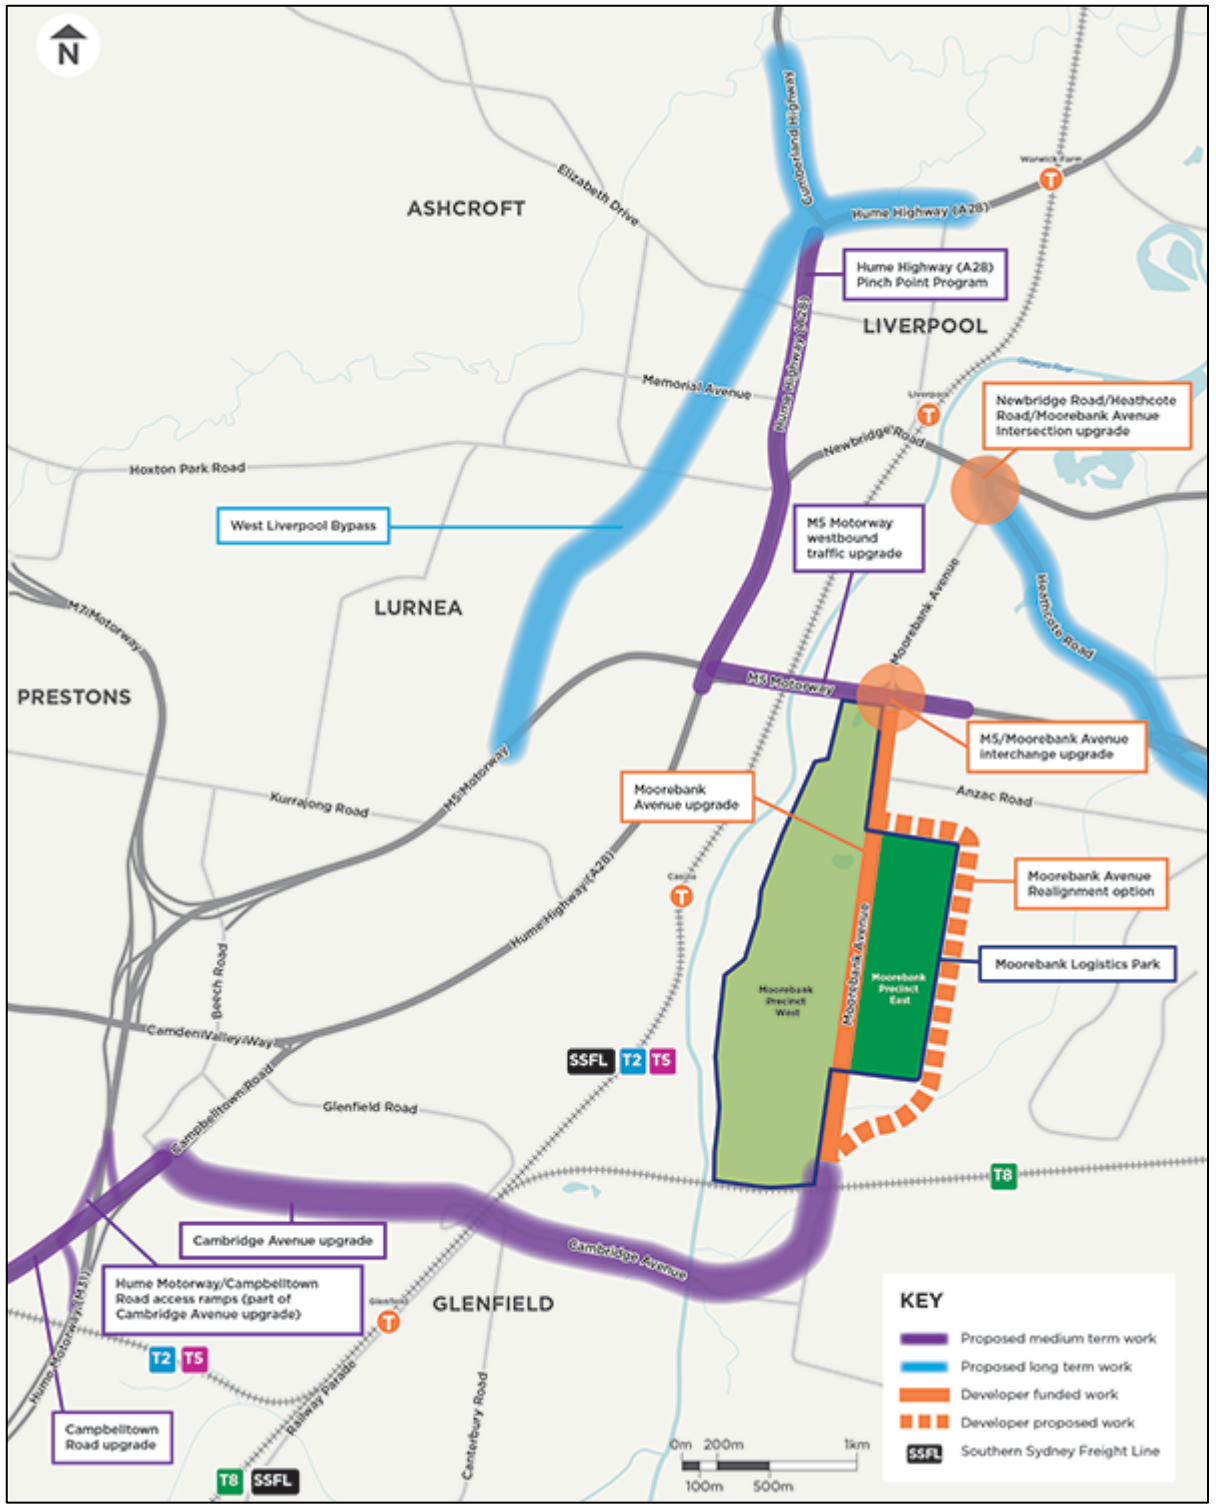 N
Cumberland Highway
Warwick Farm
T
Elizabeth Drive
ASHCROFT
Hume Highway (A28)
Hume Highway (A28)
Pinch Point Program
LIVERPOOL
Hume Highway (A28)
Georges River
Memorial Avenue
Liverpool
T
Newbridge Road/Heathcote
Road/Moorebank Avenue
Intersection upgrade
Newbridge Road
Hoxton Park Road
West Liverpool Bypass
M5 Motorway
westbound
traffic upgrade
M7 Motorway
LURNEA
Moorebank Avenue
Heathcote Road
PRESTONS
M5 Motorway
M5/Moorebank Avenue
interchange upgrade
M5 Motorway
Moorebank
Avenue upgrade
Anzac Road
Kurrajong Road
Casula
T
Moorebank Avenue
Realignment option
Hume Highway (A28)
Moorebank Avenue
Beech Road
Moorebank Logistics Park
Moorebank
Precinct
East
Moorebank
Precinct
West
Camden Valley Way
SSFL T2 T5
Campbelltown Road
Glenfield Road
T8
Cambridge Avenue upgrade
Cambridge Avenue
Hume Motorway/Campbelltown
Road access ramps (part of
Cambridge Avenue upgrade)
Glenfield
T
GLENFIELD
Hume Motorway (M31)
T2 T5
Railway Parade
Canterbury Road
Campbelltown
Road upgrade
T8 SSFL
KEY
Proposed medium term work
Proposed long term work
Developer funded work
Developer proposed work
SSFL Southern Sydney Freight Line
0m 200m 1km
100m 500m